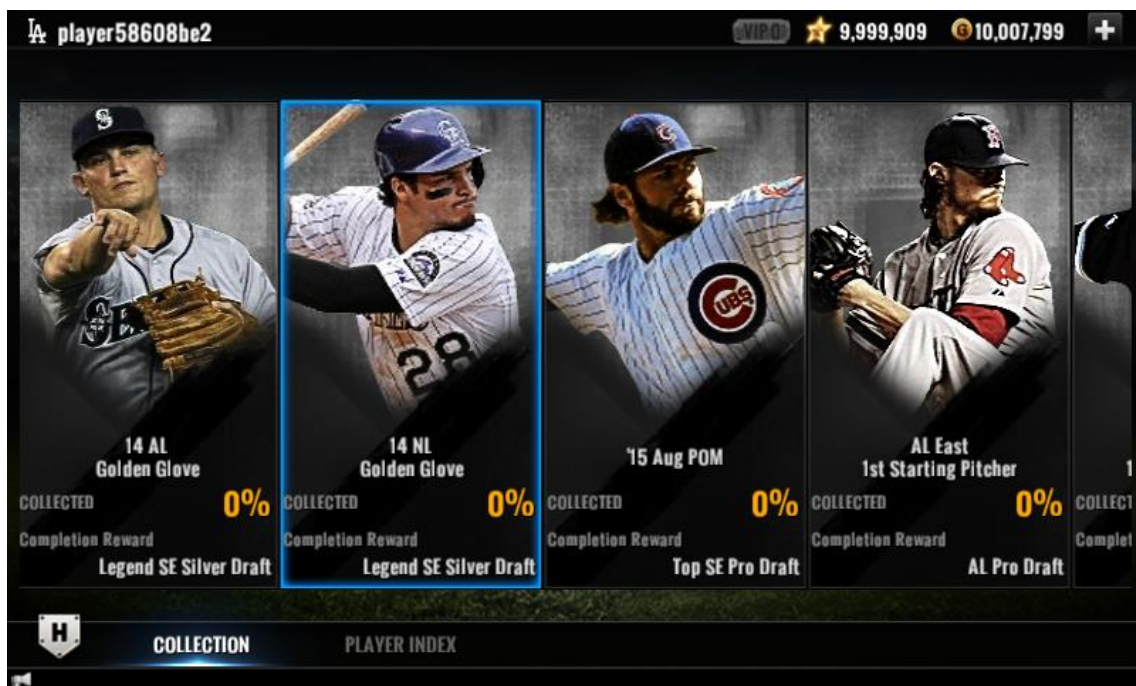 LA player58608be2
VIP 0 9,999,909 G 10,007,799 +
S
CUBS
28
14 AL
Golden Glove
COLLECTED 0%
Completion Reward
Legend SE Silver Draft
14 NL
Golden Glove
COLLECTED 0%
Completion Reward
Legend SE Silver Draft
'15 Aug POM
COLLECTED 0%
Completion Reward
Top SE Pro Draft
AL East
1st Starting Pitcher
COLLECTED 0%
Completion Reward
AL Pro Draft
H COLLECTION PLAYER INDEX